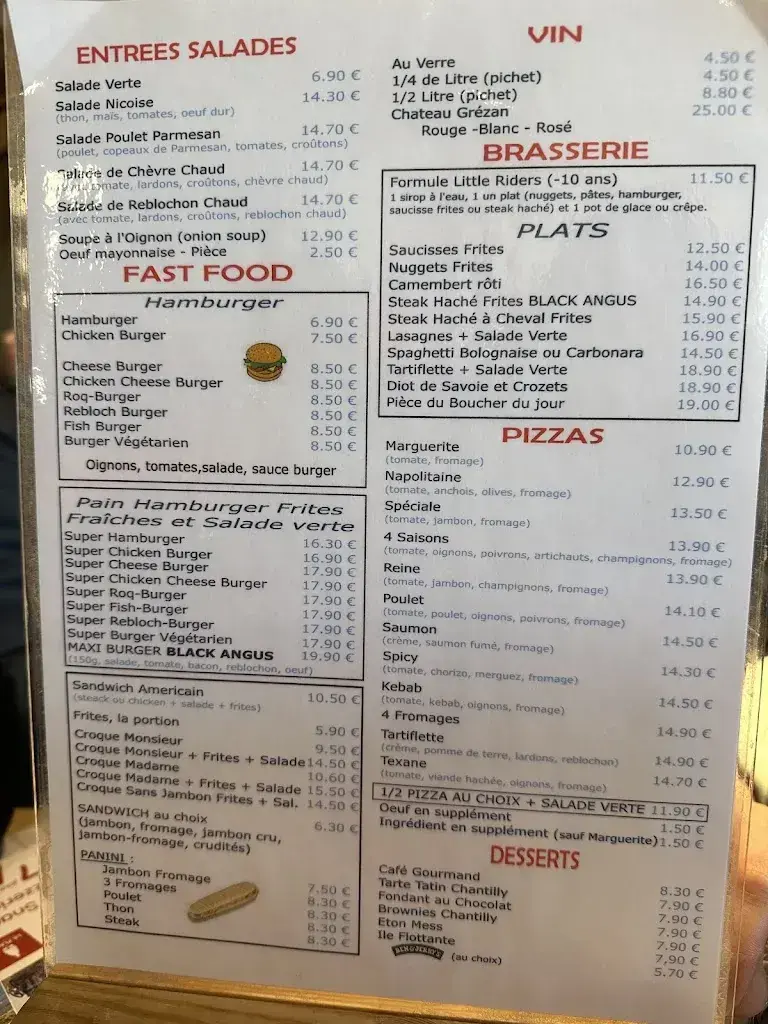 ENTREES SALADES
Salade Verte 6.90 €
Salade Nicoise 14.30 €
(thon, maïs, tomates, oeuf dur)
Salade Poulet Parmesan 14.70 €
(poulet, copeaux de Parmesan, tomates, croûtons)
Salade de Chèvre Chaud 14.70 €
tomate, lardons, croûtons, chèvre chaud)
Salade de Reblochon Chaud 14.70 €
(avec tomate, lardons, croûtons, reblochon chaud)
Soupe à l'Oignon (onion soup) 12.90 €
Oeuf mayonnaise - Pièce 2.50 €
FAST FOOD
Hamburger
Hamburger 6.90 €
Chicken Burger 7.50 €
Cheese Burger 8.50 €
Chicken Cheese Burger 8.50 €
Roq-Burger 8.50 €
Rebloch Burger 8.50 €
Fish Burger 8.50 €
Burger Végétarien 8.50 €
Oignons, tomates,salade, sauce burger
Pain Hamburger Frites
Fraîches et Salade verte
Super Hamburger 16.30 €
Super Chicken Burger 16.90 €
Super Cheese Burger 17.90 €
Super Chicken Cheese Burger 17.90 €
Super Roq-Burger 17.90 €
Super Fish-Burger 17.90 €
Super Rebloch-Burger 17.90 €
Super Burger Végétarien 17.90 €
MAXI BURGER BLACK ANGUS 19.90 €
(150g, salade, tomate, bacon, reblochon, oeuf)
Sandwich Americain 10.50 €
(steack ou chicken + salade + frites)
Frites, la portion 5.90 €
Croque Monsieur 9.50 €
Croque Monsieur + Frites + Salade 14.50 €
Croque Madame 10.60 €
Croque Madame + Frites + Salade 15.50 €
Croque Sans Jambon Frites + Sal. 14.50 €
SANDWICH au choix 6.30 €
(jambon, fromage, jambon cru,
jambon-fromage, crudités)
PANINI :
Jambon Fromage 7.50 €
3 Fromages 8.30 €
Poulet 8.30 €
Thon 8.30 €
Steak 8.30 €
VIN
Au Verre 4.50 €
1/4 de Litre (pichet) 4.50 €
1/2 Litre (pichet) 8.80 €
Chateau Grézan 25.00 €
Rouge -Blanc - Rosé
BRASSERIE
Formule Little Riders (-10 ans) 11.50 €
1 sirop à l'eau, 1 un plat (nuggets, pâtes, hamburger,
saucisse frites ou steak haché) et 1 pot de glace ou crêpe.
PLATS
Saucisses Frites 12.50 €
Nuggets Frites 14.00 €
Camembert rôti 16.50 €
Steak Haché Frites BLACK ANGUS 14.90 €
Steak Haché à Cheval Frites 15.90 €
Lasagnes + Salade Verte 16.90 €
Spaghetti Bolognaise ou Carbonara 14.50 €
Tartiflette + Salade Verte 18.90 €
Diot de Savoie et Crozets 18.90 €
Pièce du Boucher du jour 19.00 €
PIZZAS
Marguerite 10.90 €
(tomate, fromage)
Napolitaine 12.90 €
(tomate, anchois, olives, fromage)
Spéciale 13.50 €
(tomate, jambon, fromage)
4 Saisons 13.90 €
(tomate, oignons, poivrons, artichauts, champignons, fromage)
Reine 13.90 €
(tomate, jambon, champignons, fromage)
Poulet 14.10 €
(tomate, poulet, oignons, poivrons, fromage)
Saumon 14.50 €
(crème, saumon fumé, fromage)
Spicy 14.30 €
(tomate, chorizo, merguez, fromage)
Kebab 14.50 €
(tomate, kebab, oignons, fromage)
4 Fromages 14.90 €
Tartiflette 14.90 €
(crème, pomme de terre, lardons, reblochon)
Texane 14.70 €
(tomate, viande hachée, oignons, fromage)
1/2 PIZZA AU CHOIX + SALADE VERTE 11.90 €
Oeuf en supplément 1.50 €
Ingrédient en supplément (sauf Marguerite) 1.50 €
DESSERTS
Café Gourmand 8.30 €
Tarte Tatin Chantilly 7.90 €
Fondant au Chocolat 7.90 €
Brownies Chantilly 7.90 €
Eton Mess 7.90 €
Ile Flottante 7,90 €
BEN & JERRY'S (au choix) 5.70 €